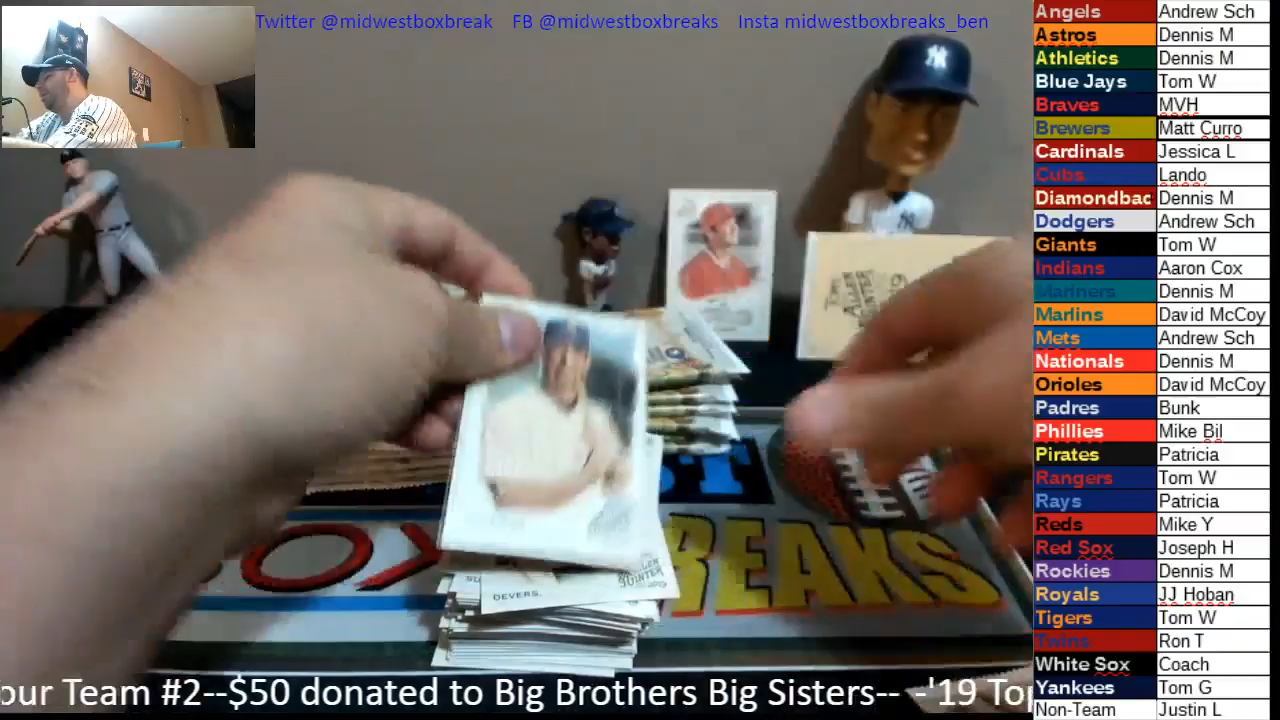 Twitter @midwestboxbreak FB @midwestboxbreaks Insta midwestboxbreaks_ben
Angels Andrew Sch
Astros Dennis M
Athletics Dennis M
Blue Jays Tom W
Braves MVH
Brewers Matt Curro
Cardinals Jessica L
Cubs Lando
Diamondbac Dennis M
Dodgers Andrew Sch
Giants Tom W
Indians Aaron Cox
Mariners Dennis M
Marlins David McCoy
Mets Andrew Sch
Nationals Dennis M
Orioles David McCoy
Padres Bunk
Phillies Mike Bil
Pirates Patricia
Rangers Tom W
Rays Patricia
Reds Mike Y
Red Sox Joseph H
Rockies Dennis M
Royals JJ Hoban
Tigers Tom W
Twins Ron T
White Sox Coach
Yankees Tom G
Non-Team Justin L
DEVERS
BREAKS
our Team #2--$50 donated to Big Brothers Big Sisters-- -'19 To